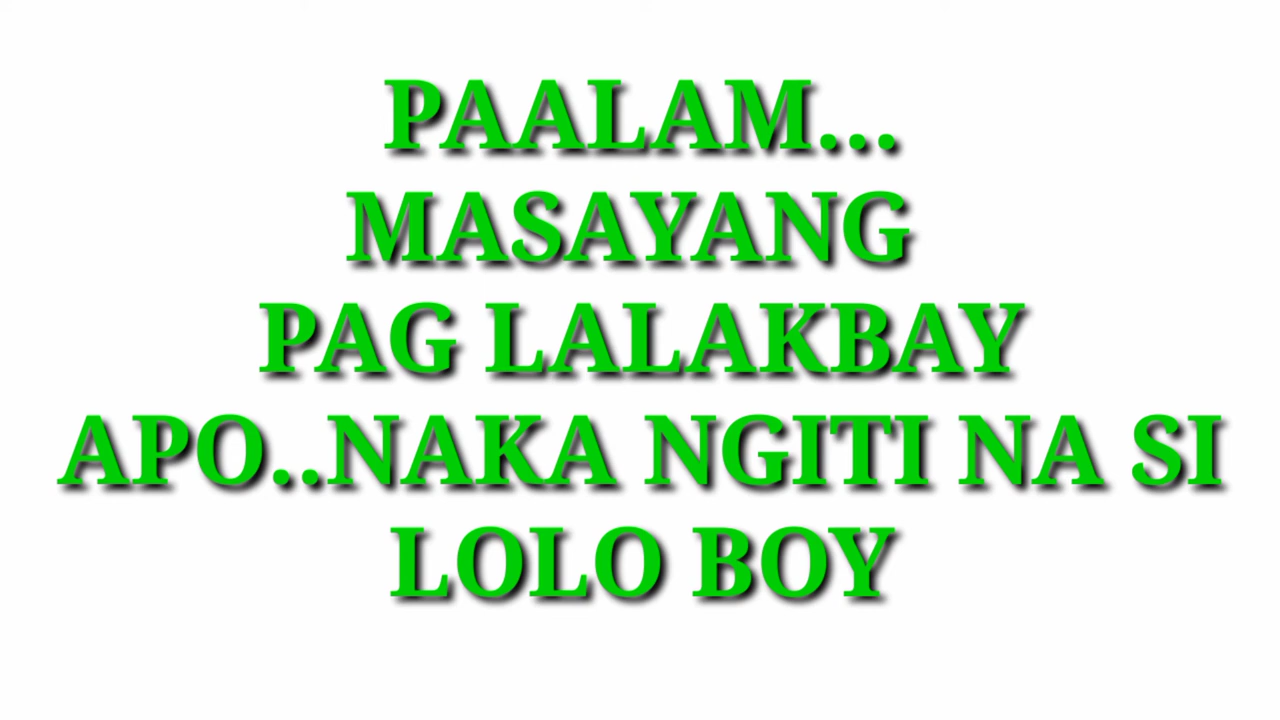 PAALAM...
MASAYANG
PAG LALAKBAY
APO..NAKA NGITI NA SI
LOLO BOY